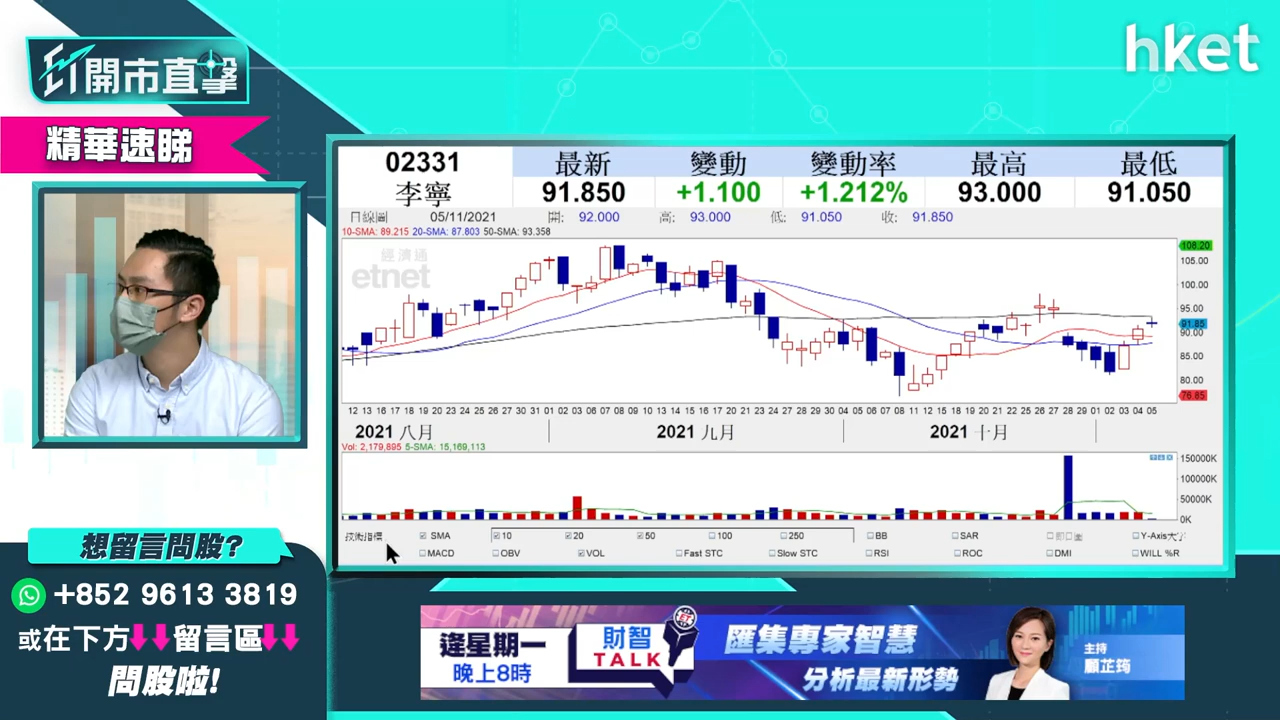 ET開市直擊
hket
精華速睇
02331
李寧
最新
變動
變動率
最高
最低
91.850
+1.100
+1.212%
93.000
91.050
日線圖
05/11/2021
開: 92.000
高: 93.000
低: 91.050
收: 91.850
10-SMA: 89.215 20-SMA: 87.803 50-SMA: 93.358
經濟通
etnet
108.20
105.00
100.00
95.00
91.85
90.00
85.00
80.00
76.85
12 13 16 17 18 19 20 23 24 25 26 27 30 31 01 02 03 06 07 08 09 10 13 14 15 16 17 20 21 23 24 27 28 29 30 04 05 06 07 08 11 12 15 18 19 20 21 22 25 26 27 28 29 01 02 03 04 05
2021 八月
2021 九月
2021 十月
Vol: 2,179,895 5-SMA: 15,169,113
150000K
100000K
50000K
0K
技術指標
SMA
10
20
50
100
250
BB
SAR
Y-Axis大字
MACD
OBV
VOL
Fast STC
Slow STC
RSI
ROC
DMI
WILL %R
想留言問股?
+852 9613 3819
或在下方留言區
問股啦!
逢星期一
晚上8時
財智
TALK
匯集專家智慧
分析最新形勢
主持
顧芷筠